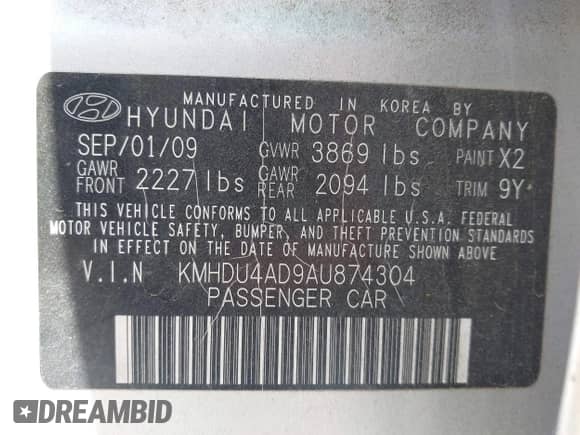 MANUFACTURED IN KOREA BY
HYUNDAI MOTOR COMPANY
SEP/01/09 GVWR 3869 lbs PAINT X2
GAWR FRONT 2227 lbs GAWR REAR 2094 lbs TRIM 9Y
THIS VEHICLE CONFORMS TO ALL APPLICABLE U.S.A. FEDERAL
MOTOR VEHICLE SAFETY, BUMPER, AND THEFT PREVENTION STANDARDS
IN EFFECT ON THE DATE OF MANUFACTURE SHOWN ABOVE.
V.I.N KMHDU4AD9AU874304
PASSENGER CAR
DREAMBID